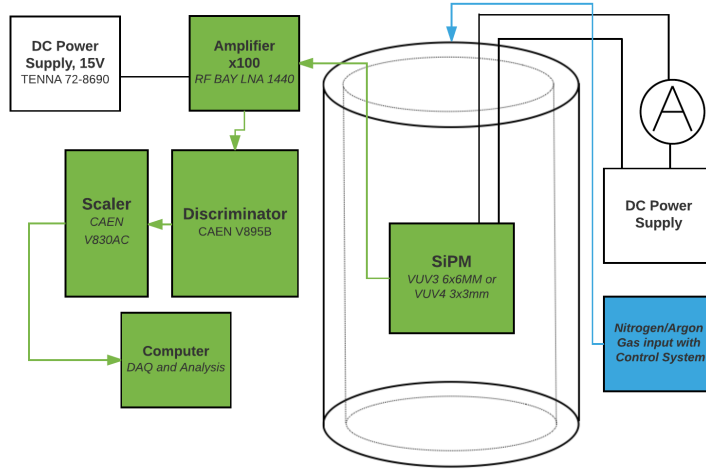 DC Power
Supply, 15V
TENNA 72-8690
Amplifier
x100
RF BAY LNA 1440
A
Scaler
CAEN
V830AC
Discriminator
CAEN V895B
DC Power
Supply
SiPM
VUV3 6x6MM or
VUV4 3x3mm
Nitrogen/Argon
Gas input with
Control System
Computer
DAQ and Analysis